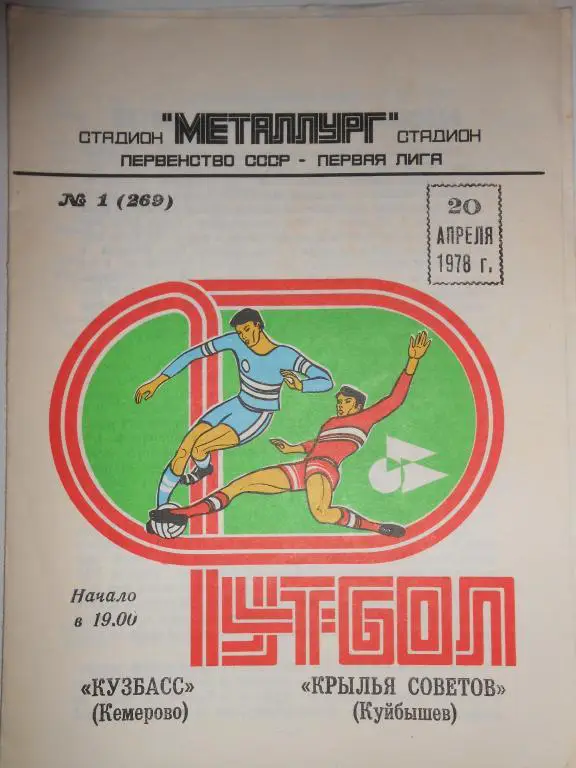 СТАДИОН "МЕТАЛЛУРГ" СТАДИОН
ПЕРВЕНСТВО СССР - ПЕРВАЯ ЛИГА
№ 1 (269)
20
АПРЕЛЯ
1978 г.
ФУТБОЛ
Начало
в 19.00
«КУЗБАСС»
(Кемерово)
«КРЫЛЬЯ СОВЕТОВ»
(Куйбышев)